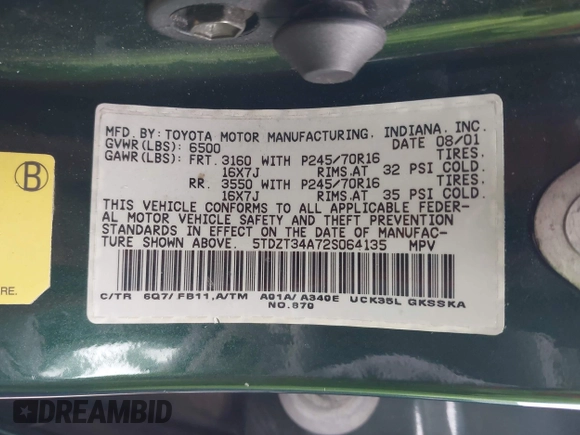 MFD. BY: TOYOTA MOTOR MANUFACTURING, INDIANA, INC.
GVWR(LBS): 6500 DATE 08/01
GAWR(LBS): FRT. 3160 WITH P245/70R16 TIRES.
16X7J RIMS.AT 32 PSI COLD.
RR. 3550 WITH P245/70R16 TIRES.
16X7J RIMS.AT 35 PSI COLD.
THIS VEHICLE CONFORMS TO ALL APPLICABLE FEDER-
AL MOTOR VEHICLE SAFETY AND THEFT PREVENTION
STANDARDS IN EFFECT ON THE DATE OF MANUFAC-
TURE SHOWN ABOVE. 5TDZT34A72S064135 MPV
C/TR 6Q7/FB11,A/TM A01A/A340E UCK35L GKSSKA
NO.870
B
RE.
DREAMBID